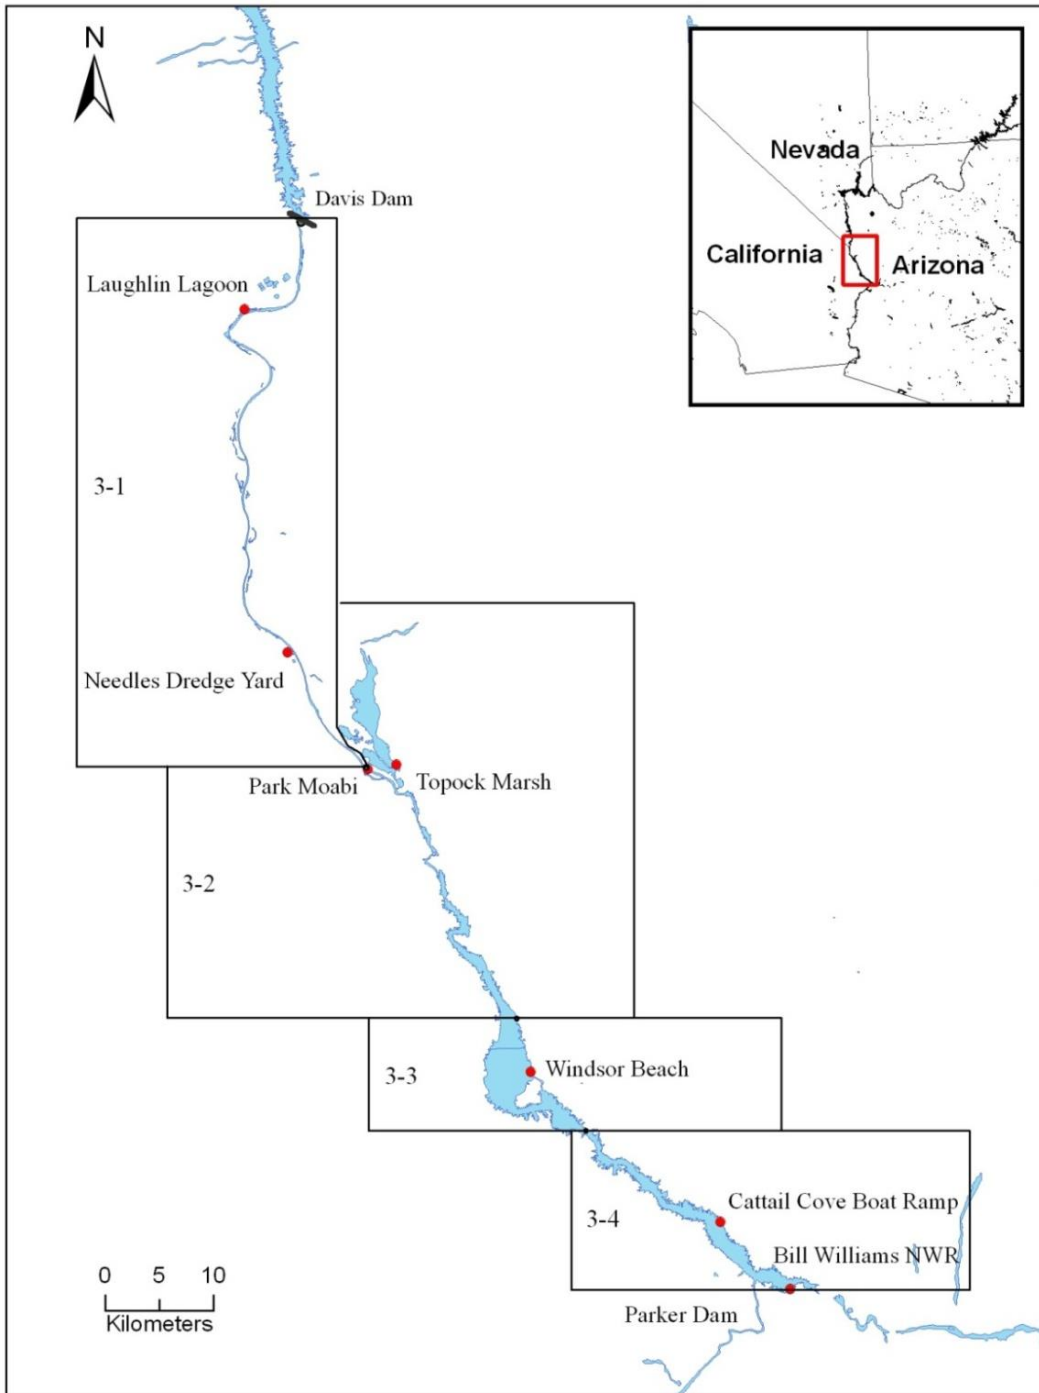 N
Davis Dam
Laughlin Lagoon
3-1
Needles Dredge Yard
Park Moabi
Topock Marsh
3-2
3-3
Windsor Beach
3-4
Cattail Cove Boat Ramp
Bill Williams NWR
Parker Dam
0 5 10
Kilometers
Nevada
California
Arizona